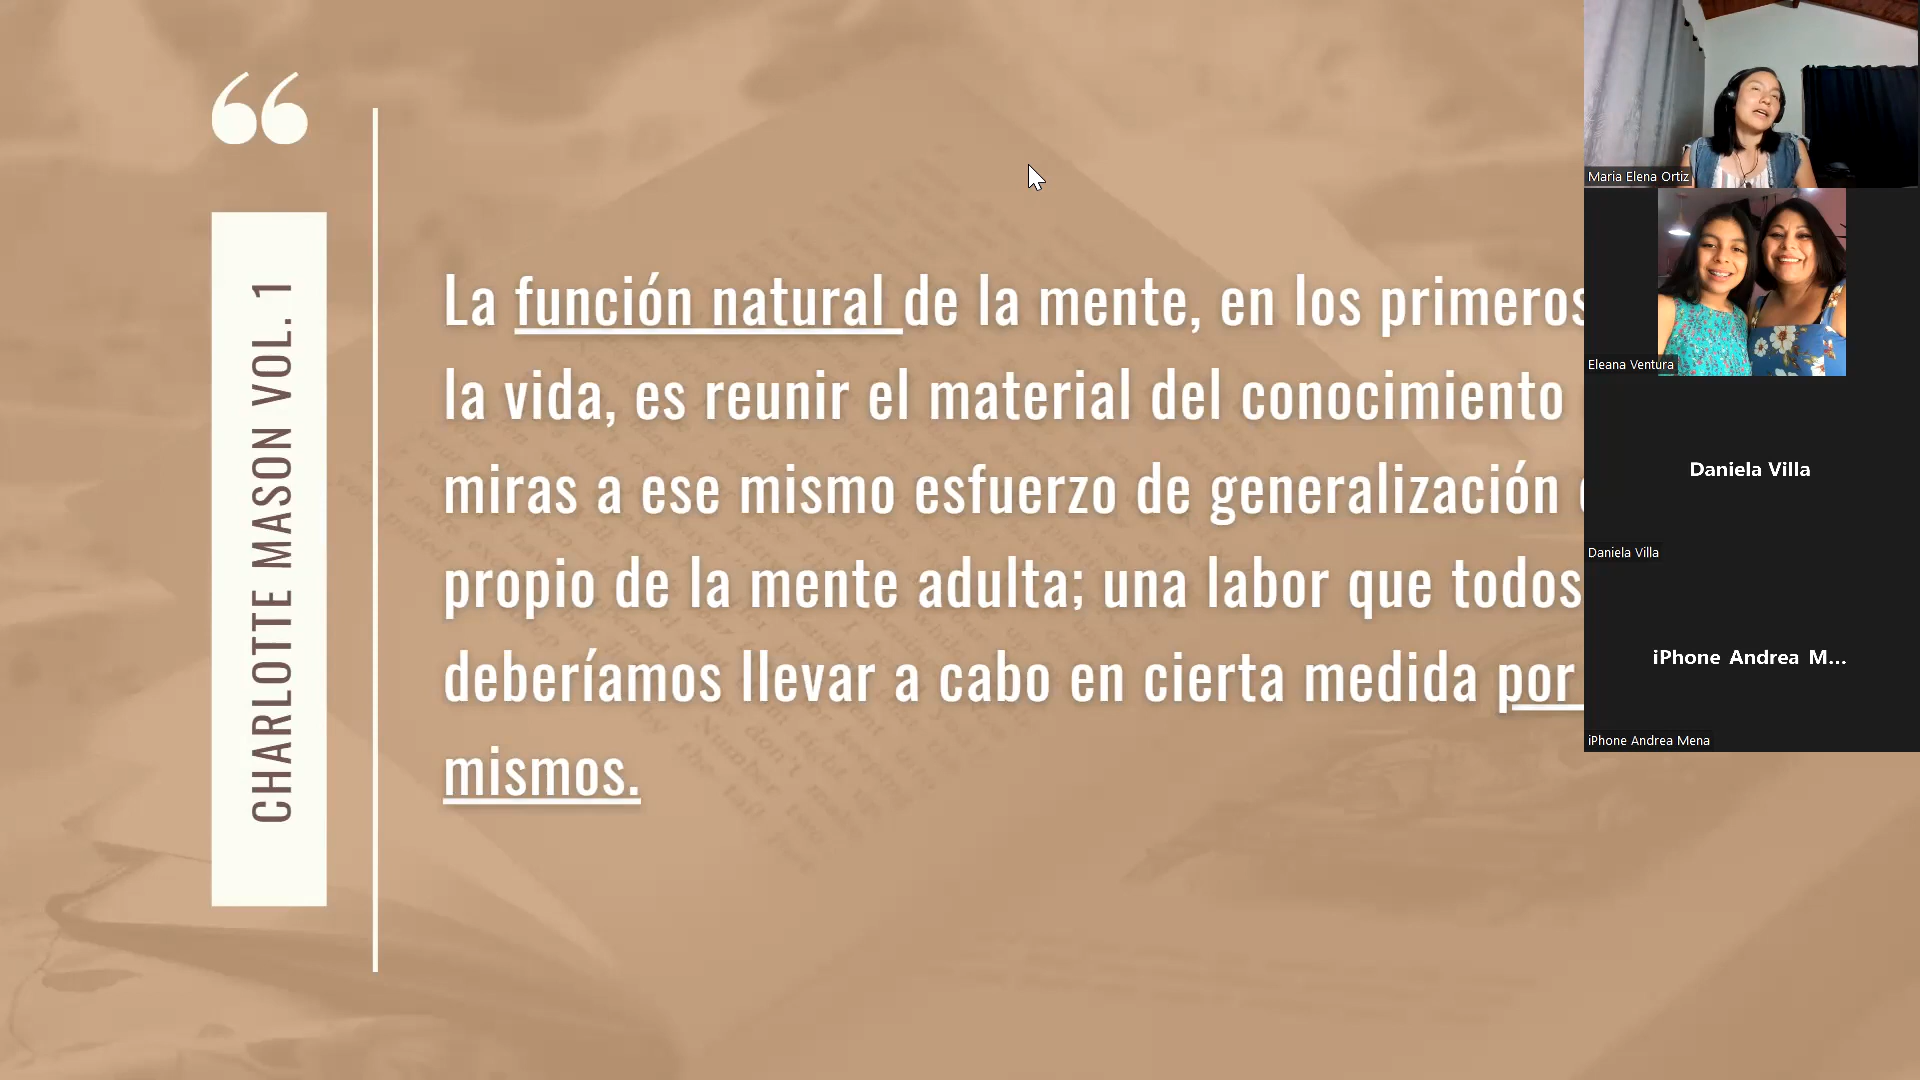 “
CHARLOTTE MASON VOL. 1
La función natural de la mente, en los primeros
la vida, es reunir el material del conocimiento
miras a ese mismo esfuerzo de generalización
propio de la mente adulta; una labor que todos
deberíamos llevar a cabo en cierta medida por
mismos.
Maria Elena Ortiz
Eleana Ventura
Daniela Villa
Daniela Villa
iPhone Andrea M...
iPhone Andrea Mena